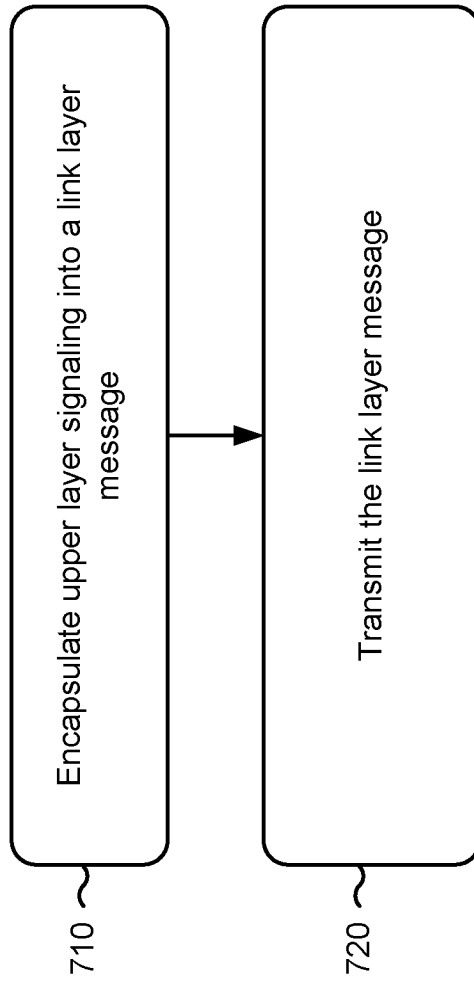 710
Encapsulate upper layer signaling into a link layer
message
720
Transmit the link layer message